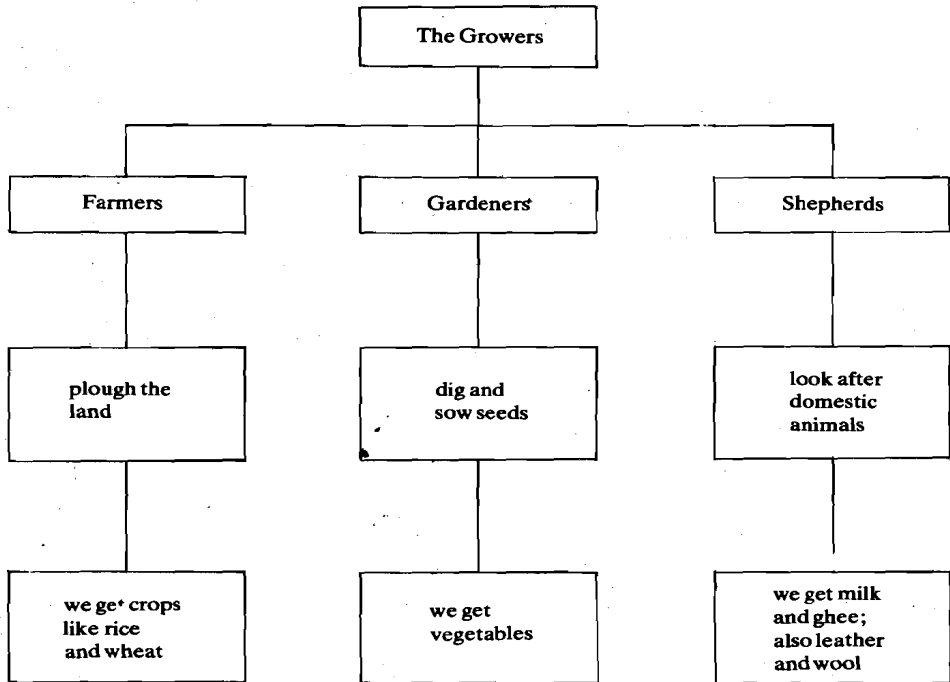 The Growers
Farmers
Gardeners
Shepherds
plough the
land
dig and
sow seeds
look after
domestic
animals
we get crops
like rice
and wheat
we get
vegetables
we get milk
and ghee;
also leather
and wool